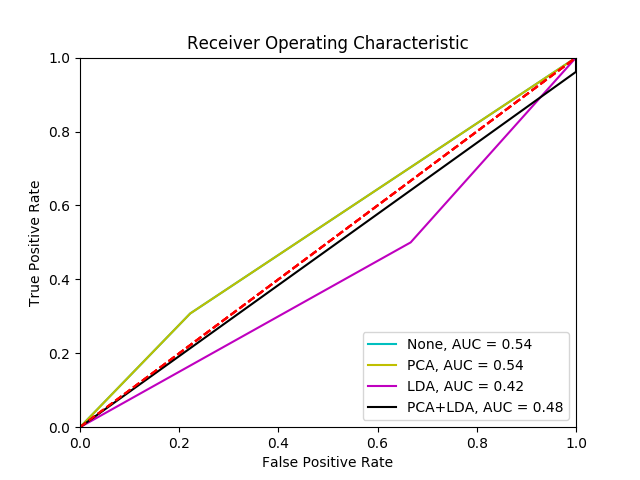 Receiver Operating Characteristic
True Positive Rate
1.0
0.8
0.6
0.4
0.2
0.0
None, AUC = 0.54
PCA, AUC = 0.54
LDA, AUC = 0.42
PCA+LDA, AUC = 0.48
0.0 0.2 0.4 0.6 0.8 1.0
False Positive Rate